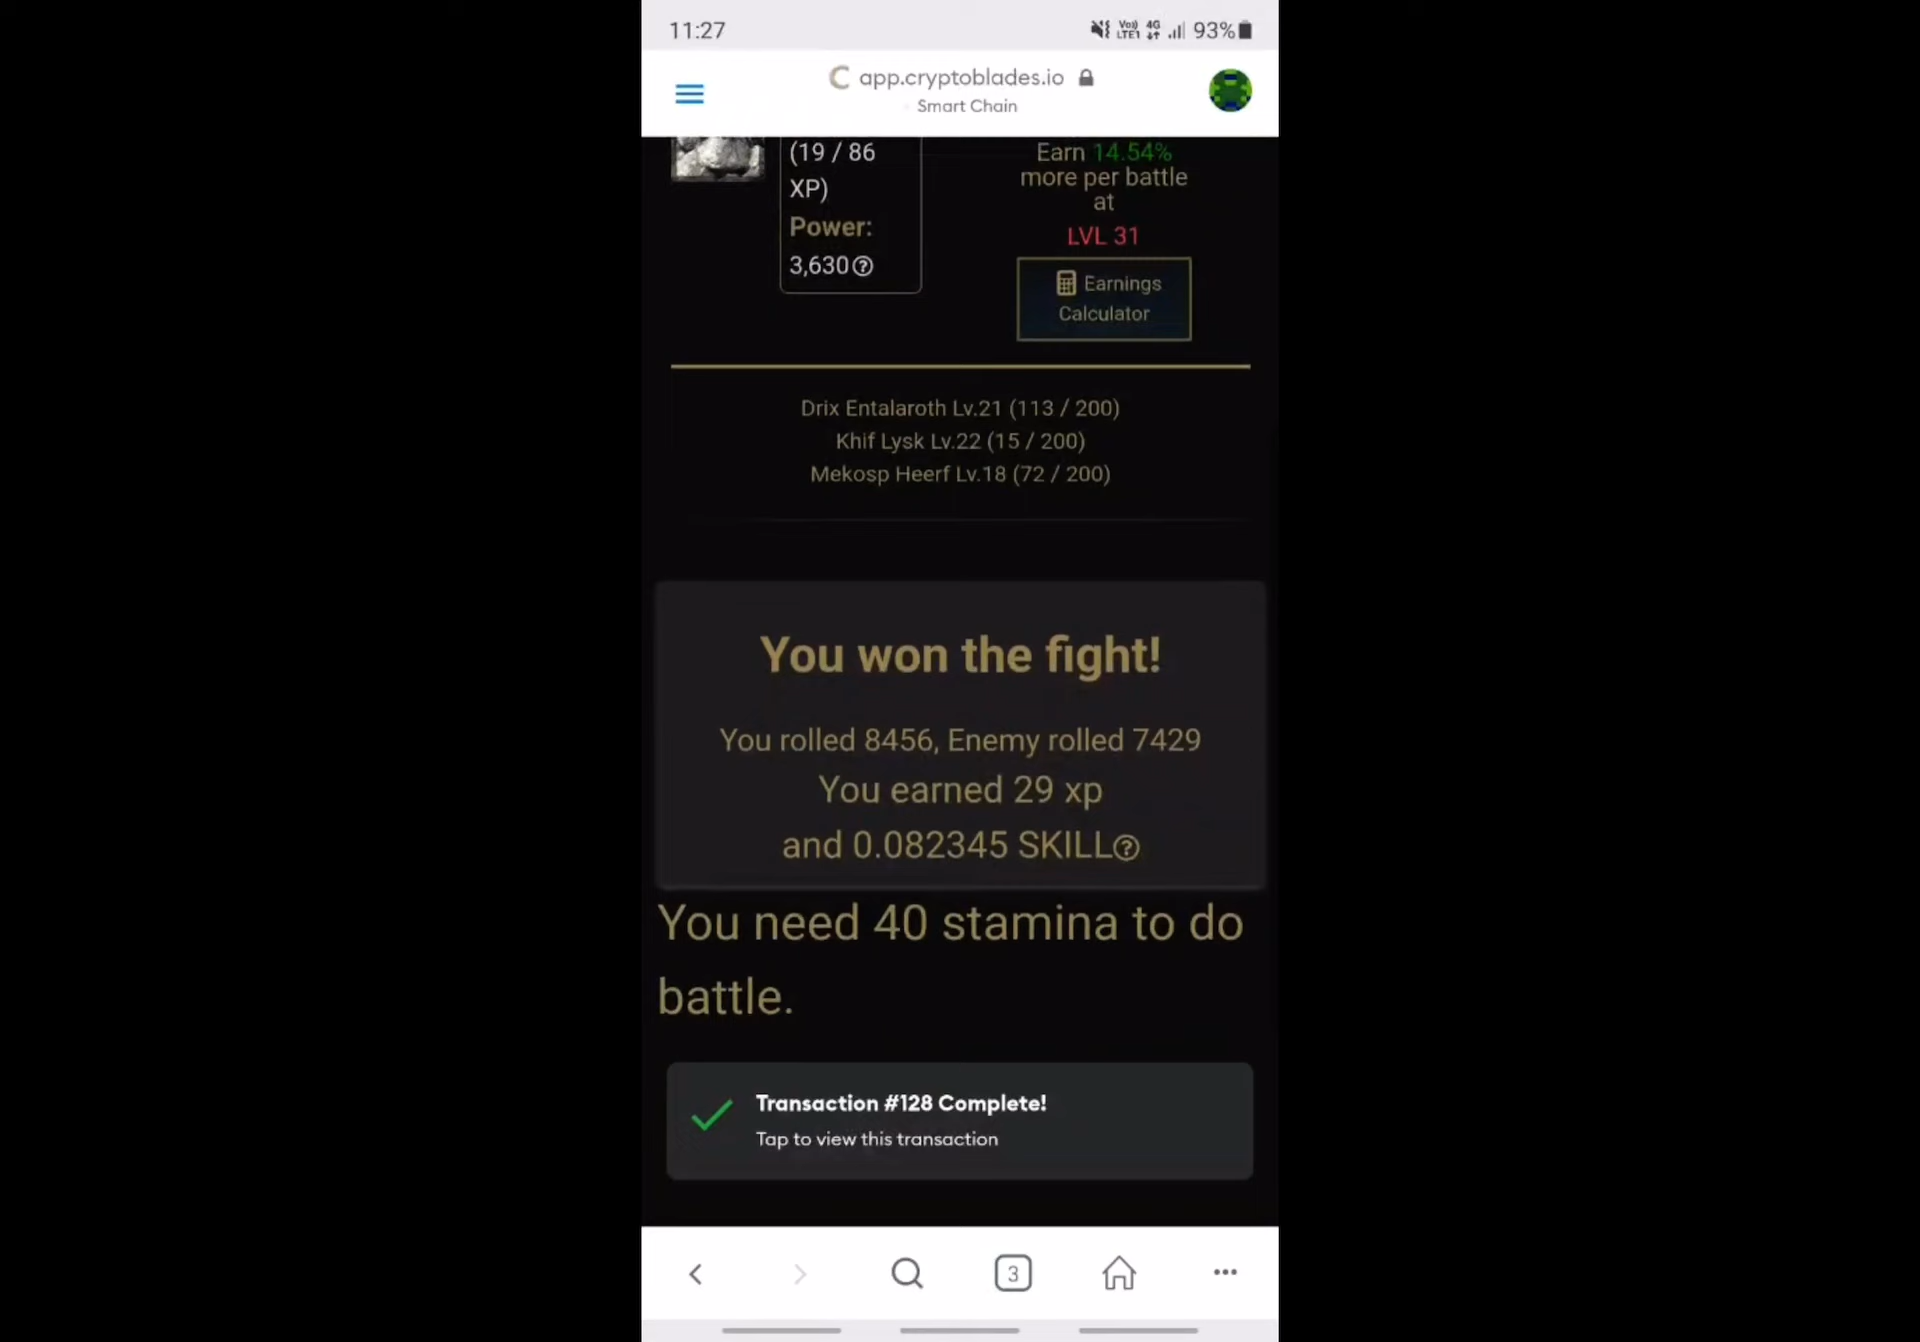 11:27
Vo) LTE1 4G 93%
app.cryptoblades.io
Smart Chain
(19 / 86
XP)
Power:
3,630?
Earn 14.54%
more per battle
at
LVL 31
Earnings
Calculator
Drix Entalaroth Lv.21 (113 / 200)
Khif Lysk Lv.22 (15 / 200)
Mekosp Heerf Lv.18 (72 / 200)
You won the fight!
You rolled 8456, Enemy rolled 7429
You earned 29 xp
and 0.082345 SKILL?
You need 40 stamina to do
battle.
Transaction #128 Complete!
Tap to view this transaction
3